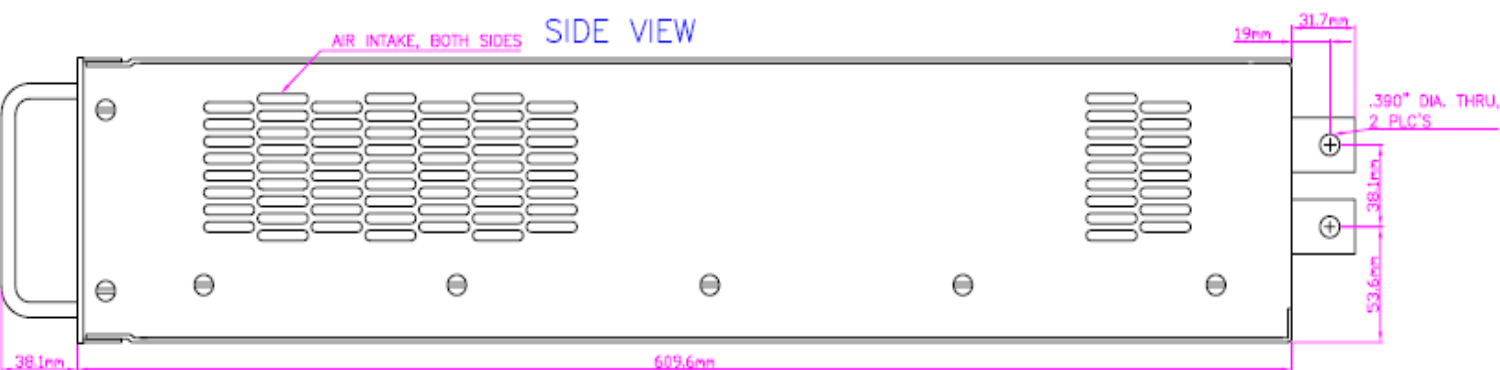 SIDE VIEW
AIR INTAKE, BOTH SIDES
31.7mm
19mm
.390" DIA. THRU,
2 PLC'S
38.1mm
53.6mm
38.1mm
609.6mm